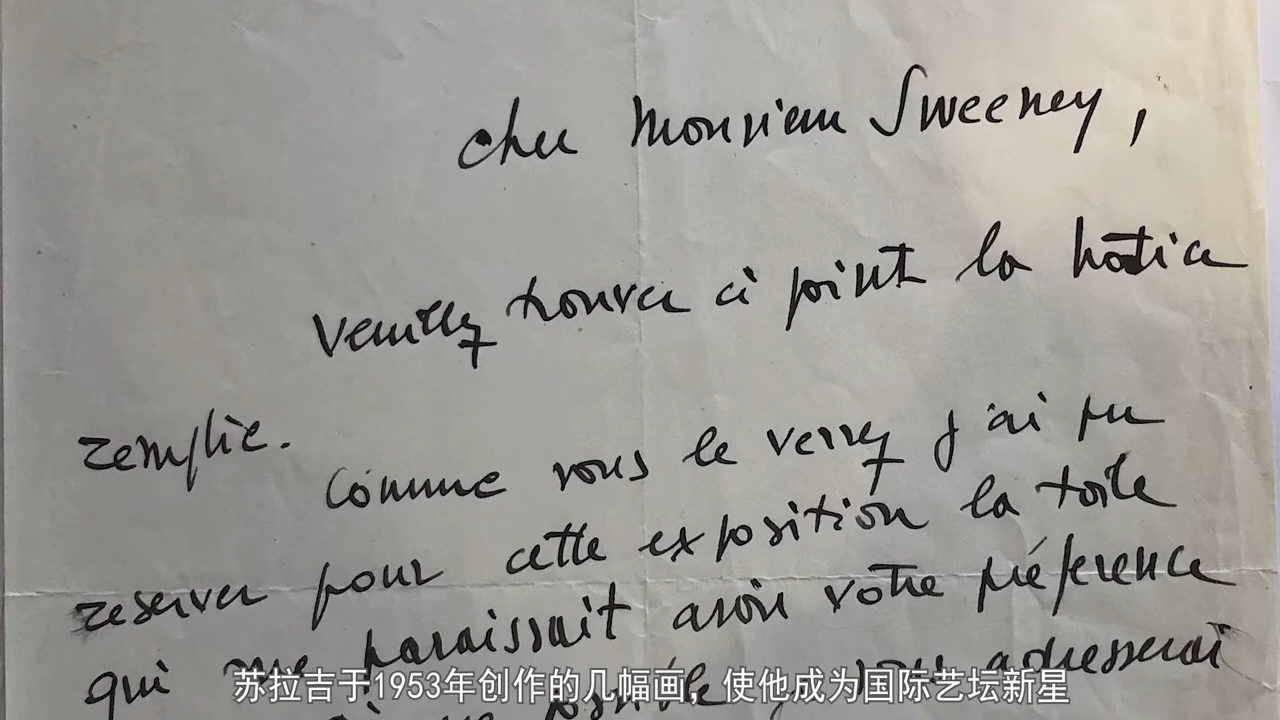 cher Monsieur Sweeney,
Veuillez trouver ci joint la notice
remplie.
Comme vous le verrez j'ai pu
reserver pour cette exposition la toile
qui me paraissait avoir votre préférence
vous adresserai
苏拉吉于1953年创作的几幅画，使他成为国际艺坛新星